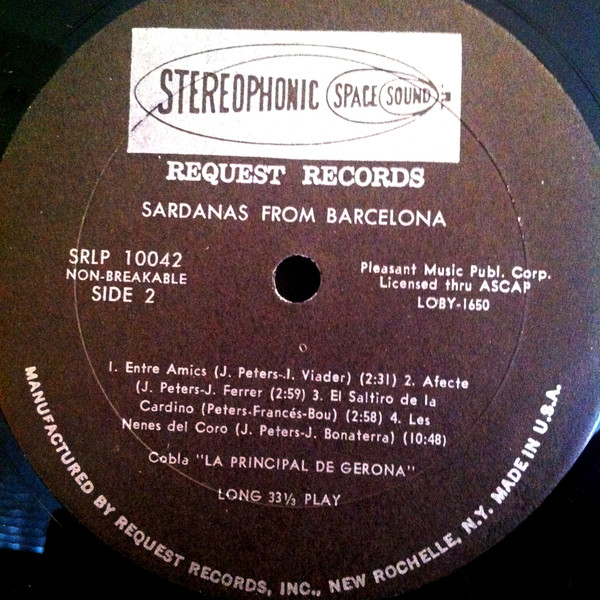 STEREOPHONIC SPACE SOUND
REQUEST RECORDS
SARDANAS FROM BARCELONA
SRLP 10042
NON-BREAKABLE
SIDE 2
Pleasant Music Publ. Corp.
Licensed thru ASCAP
LOBY-1650
1. Entre Amics (J. Peters-J. Viader) (2:31) 2. Afecte
(J. Peters-J. Ferrer (2:59) 3. El Saltiro de la
Cardino (Peters-Francés-Bou) (2:58) 4. Les
Nenes del Coro (J. Peters-J. Bonaterra) (10:48)
Cobla "LA PRINCIPAL DE GERONA"
LONG 33⅓ PLAY
MANUFACTURED BY REQUEST RECORDS, INC., NEW ROCHELLE, N.Y. MADE IN U.S.A.